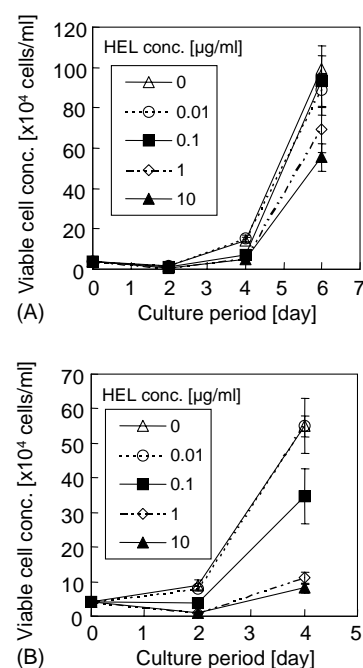 120
100
80
60
40
20
0
Viable cell conc. [x10⁴ cells/ml]
HEL conc. [µg/ml]
0
0.01
0.1
1
10
0 1 2 3 4 5 6 7
Culture period [day]
(A)
70
60
50
40
30
20
10
0
Viable cell conc. [x10⁴ cells/ml]
HEL conc. [µg/ml]
0
0.01
0.1
1
10
0 1 2 3 4 5
Culture period [day]
(B)